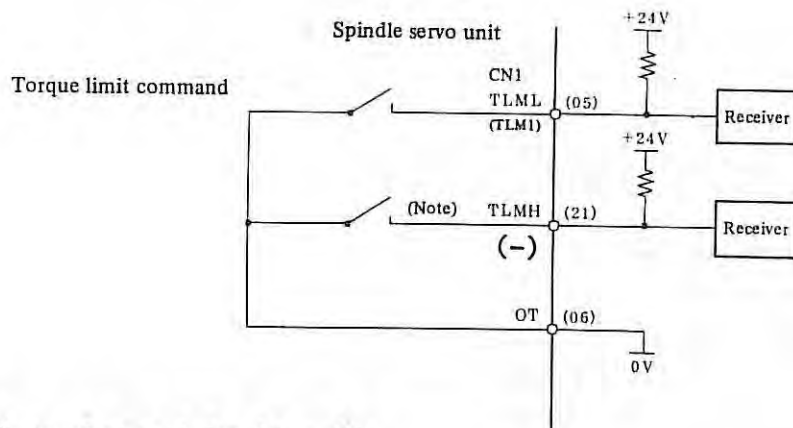 Spindle servo unit
Torque limit command
CN1
TLML (05)
(TLM1)
+24V
Receiver
+24V
(Note) TLMH (21)
(-)
Receiver
OT (06)
0V